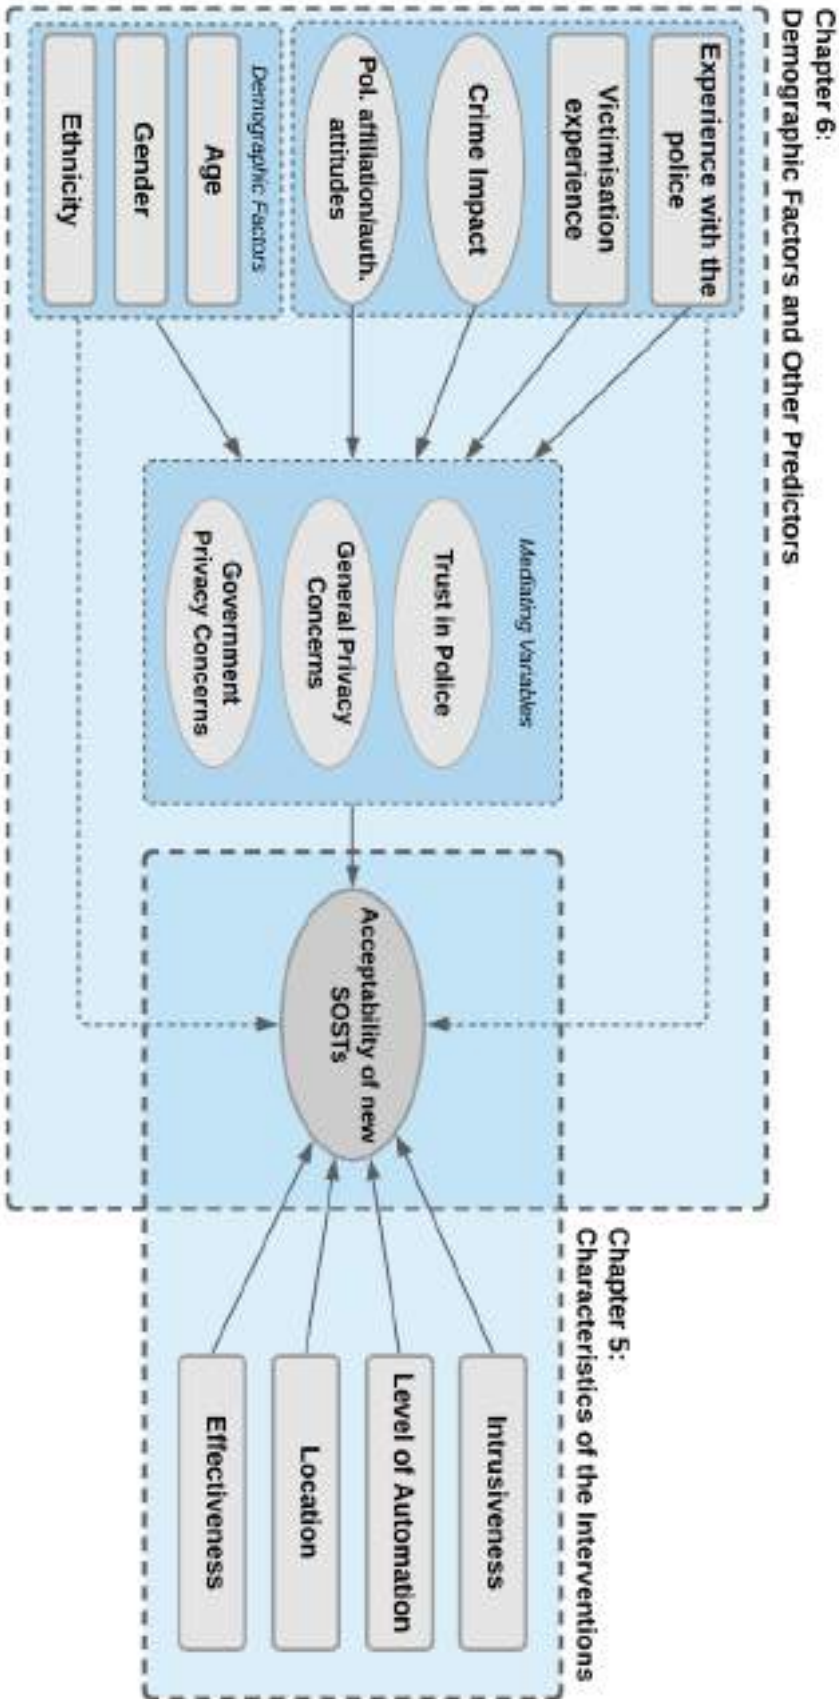 Chapter 6:
Demographic Factors and Other Predictors
Experience with the
police
Victimisation
experience
Crime Impact
Pol. affiliation/auth.
attitudes
Demographic Factors
Age
Gender
Ethnicity
Mediating Variables
Trust in Police
General Privacy
Concerns
Government
Privacy Concerns
Acceptability of new
SOSTs
Chapter 5:
Characteristics of the Interventions
Intrusiveness
Level of Automation
Location
Effectiveness